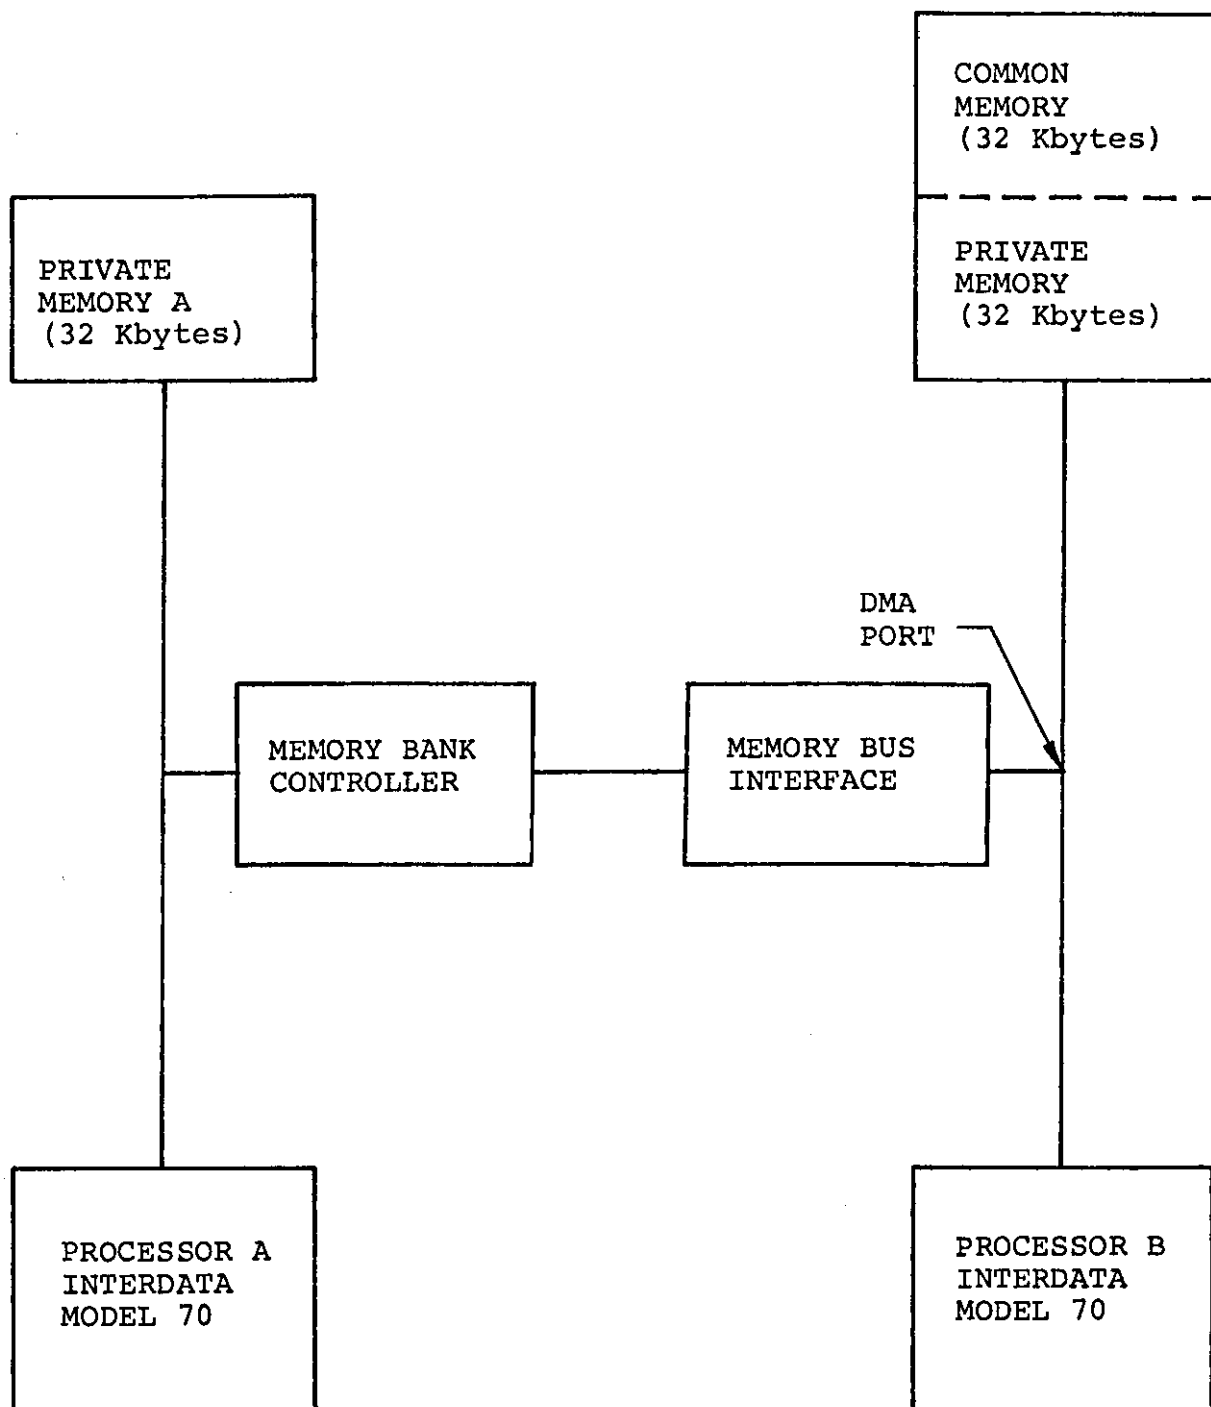 COMMON
MEMORY
(32 Kbytes)
PRIVATE
MEMORY A
(32 Kbytes)
PRIVATE
MEMORY
(32 Kbytes)
DMA
PORT
MEMORY BANK
CONTROLLER
MEMORY BUS
INTERFACE
PROCESSOR A
INTERDATA
MODEL 70
PROCESSOR B
INTERDATA
MODEL 70